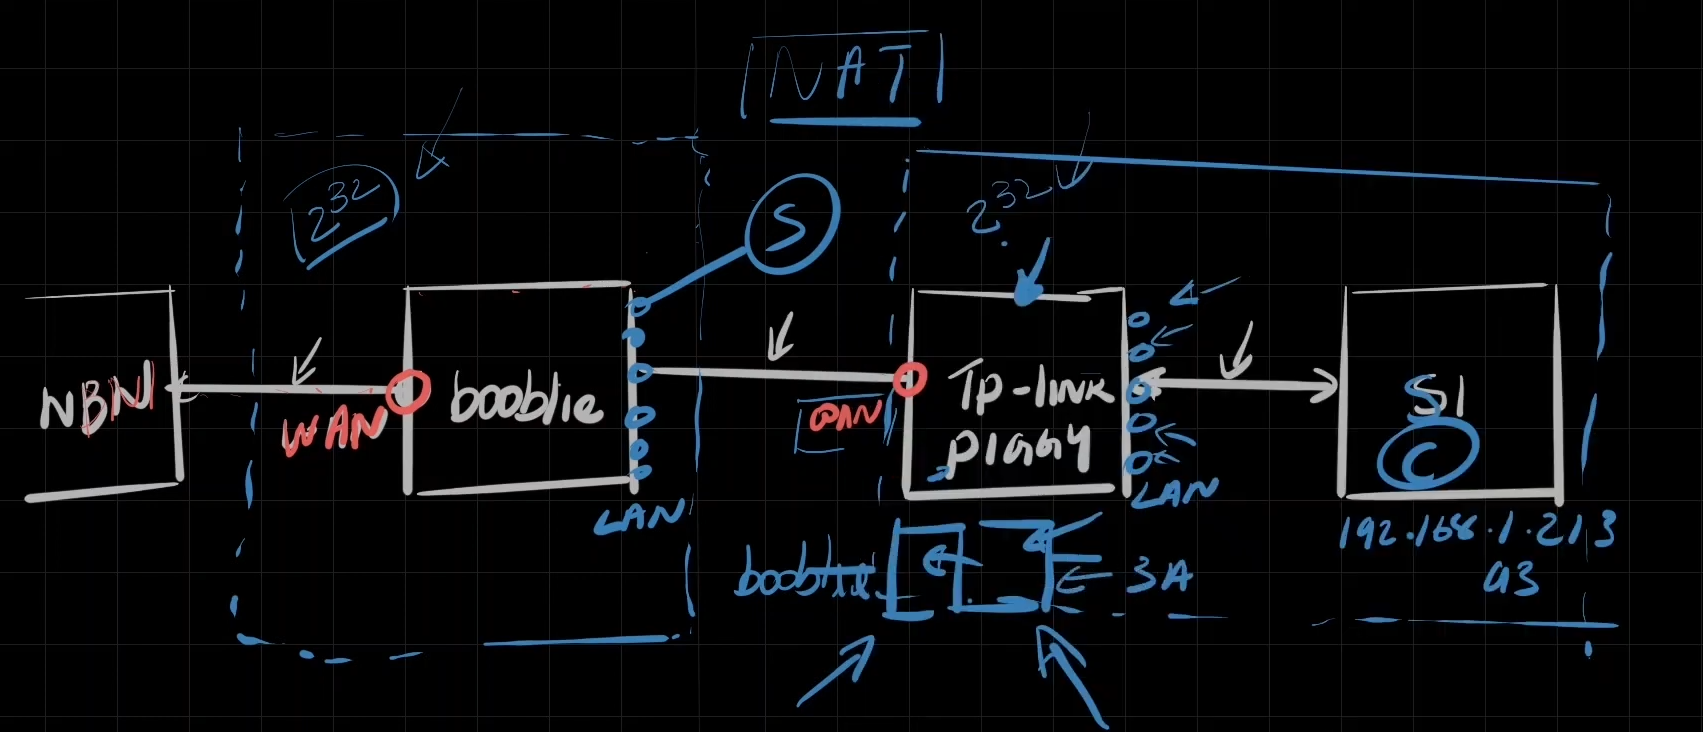 NAT
2^32
2^32
S
NBN
WAN
booblie
LAN
WAN
TP-link
piggy
LAN
S1
C
192.168.1.213
booblie
3A
a3